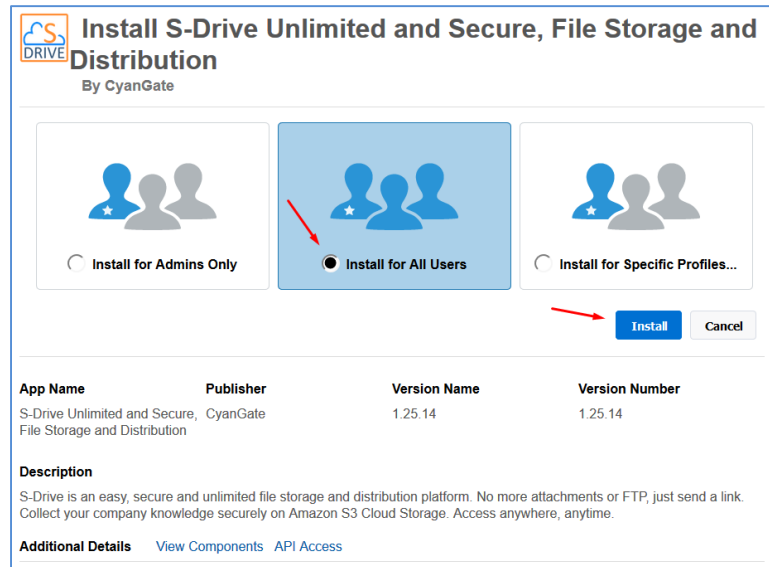 S
DRIVE
Install S-Drive Unlimited and Secure, File Storage and
Distribution
By CyanGate
Install for Admins Only
Install for All Users
Install for Specific Profiles...
Install
Cancel
App Name
Publisher
Version Name
Version Number
S-Drive Unlimited and Secure,
File Storage and Distribution
CyanGate
1.25.14
1.25.14
Description
S-Drive is an easy, secure and unlimited file storage and distribution platform. No more attachments or FTP, just send a link.
Collect your company knowledge securely on Amazon S3 Cloud Storage. Access anywhere, anytime.
Additional Details
View Components
API Access